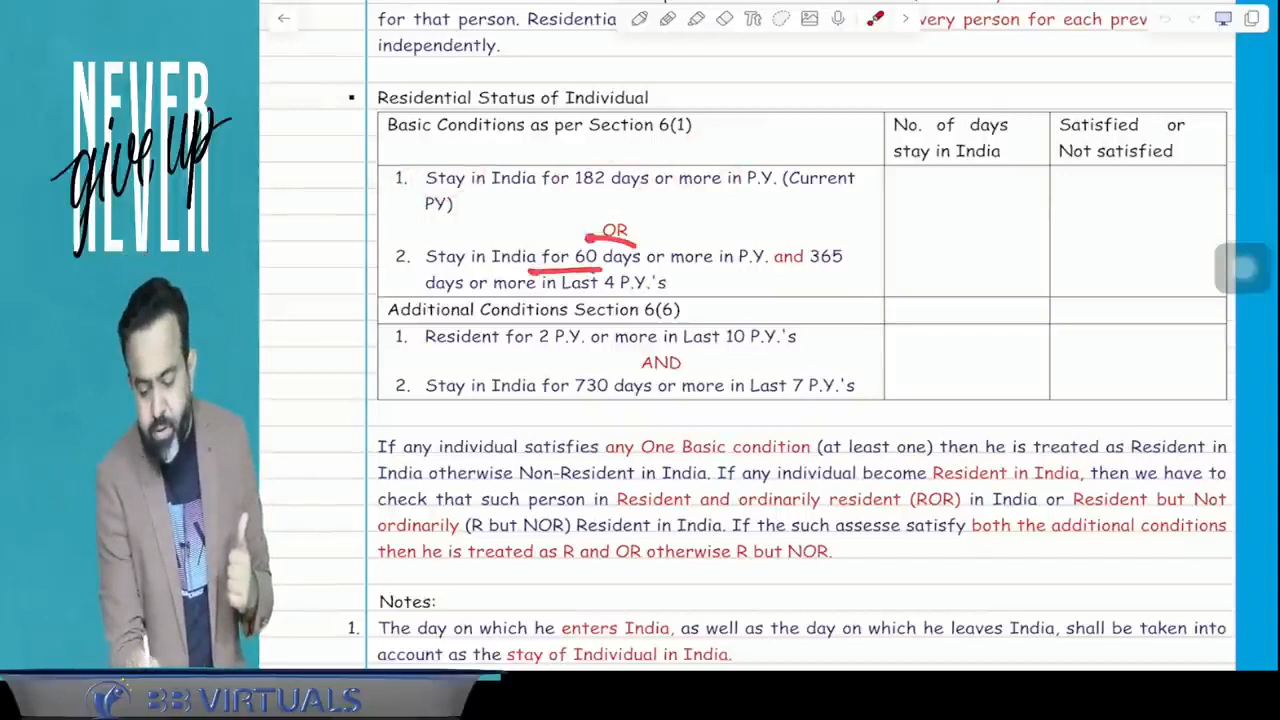 NEVER
give up
NEVER
for that person. Residentia
very person for each prev
independently.
▪ Residential Status of Individual
Basic Conditions as per Section 6(1)
No. of days stay in India
Satisfied or Not satisfied
1. Stay in India for 182 days or more in P.Y. (Current
PY)
OR
2. Stay in India for 60 days or more in P.Y. and 365
days or more in Last 4 P.Y.'s
Additional Conditions Section 6(6)
1. Resident for 2 P.Y. or more in Last 10 P.Y.'s
AND
2. Stay in India for 730 days or more in Last 7 P.Y.'s
If any individual satisfies any One Basic condition (at least one) then he is treated as Resident in
India otherwise Non-Resident in India. If any individual become Resident in India, then we have to
check that such person in Resident and ordinarily resident (ROR) in India or Resident but Not
ordinarily (R but NOR) Resident in India. If the such assesse satisfy both the additional conditions
then he is treated as R and OR otherwise R but NOR.
Notes:
1. The day on which he enters India, as well as the day on which he leaves India, shall be taken into
account as the stay of Individual in India.
BB VIRTUALS